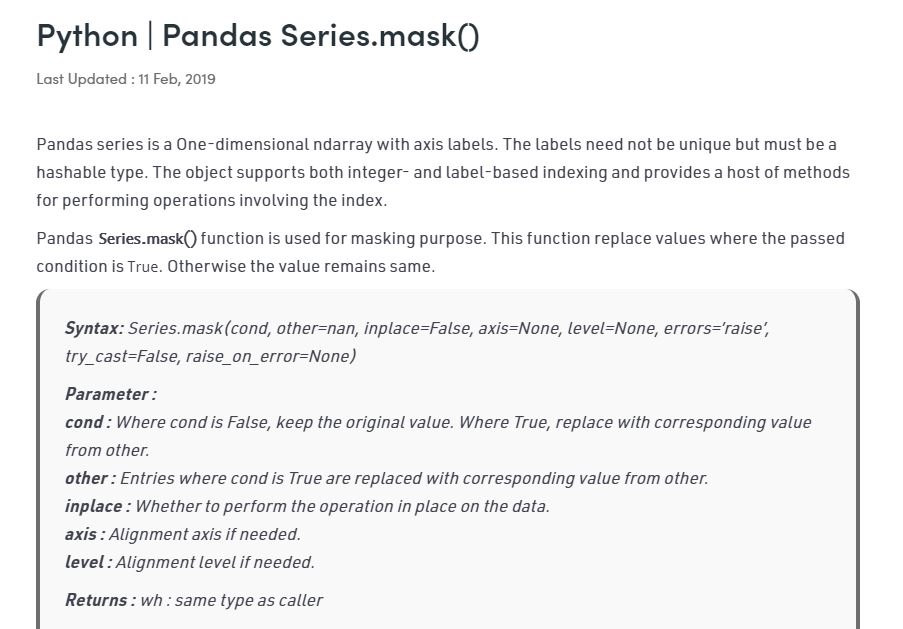 Python | Pandas Series.mask()
Last Updated : 11 Feb, 2019
Pandas series is a One-dimensional ndarray with axis labels. The labels need not be unique but must be a
hashable type. The object supports both integer- and label-based indexing and provides a host of methods
for performing operations involving the index.
Pandas Series.mask() function is used for masking purpose. This function replace values where the passed
condition is True. Otherwise the value remains same.
Syntax: Series.mask(cond, other=nan, inplace=False, axis=None, level=None, errors=’raise’,
try_cast=False, raise_on_error=None)
Parameter :
cond : Where cond is False, keep the original value. Where True, replace with corresponding value
from other.
other : Entries where cond is True are replaced with corresponding value from other.
inplace : Whether to perform the operation in place on the data.
axis : Alignment axis if needed.
level : Alignment level if needed.
Returns : wh : same type as caller